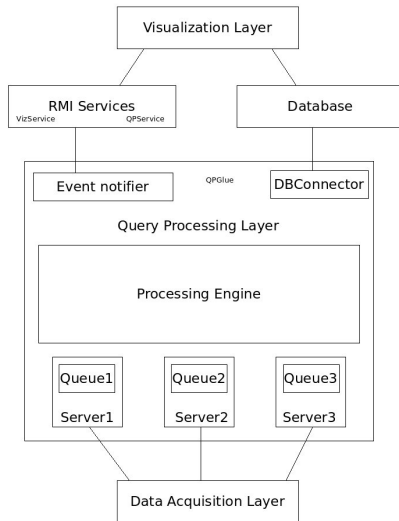 Visualization Layer
RMI Services
Database
VizService
QPService
Event notifier
QPGlue
DBConnector
Query Processing Layer
Processing Engine
Queue1
Queue2
Queue3
Server1
Server2
Server3
Data Acquisition Layer